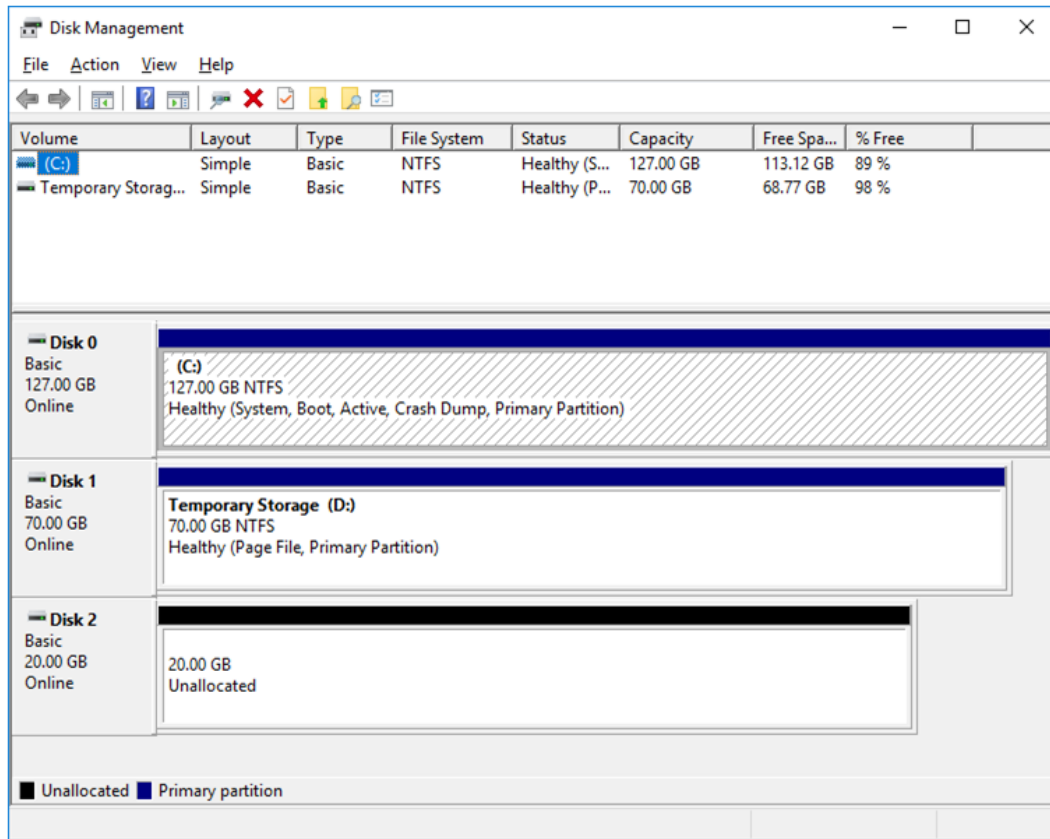 Disk Management
File Action View Help
Volume Layout Type File System Status Capacity Free Spa... % Free
(C:) Simple Basic NTFS Healthy (S... 127.00 GB 113.12 GB 89 %
Temporary Storag... Simple Basic NTFS Healthy (P... 70.00 GB 68.77 GB 98 %
Disk 0
Basic
127.00 GB
Online
(C:)
127.00 GB NTFS
Healthy (System, Boot, Active, Crash Dump, Primary Partition)
Disk 1
Basic
70.00 GB
Online
Temporary Storage (D:)
70.00 GB NTFS
Healthy (Page File, Primary Partition)
Disk 2
Basic
20.00 GB
Online
20.00 GB
Unallocated
Unallocated Primary partition